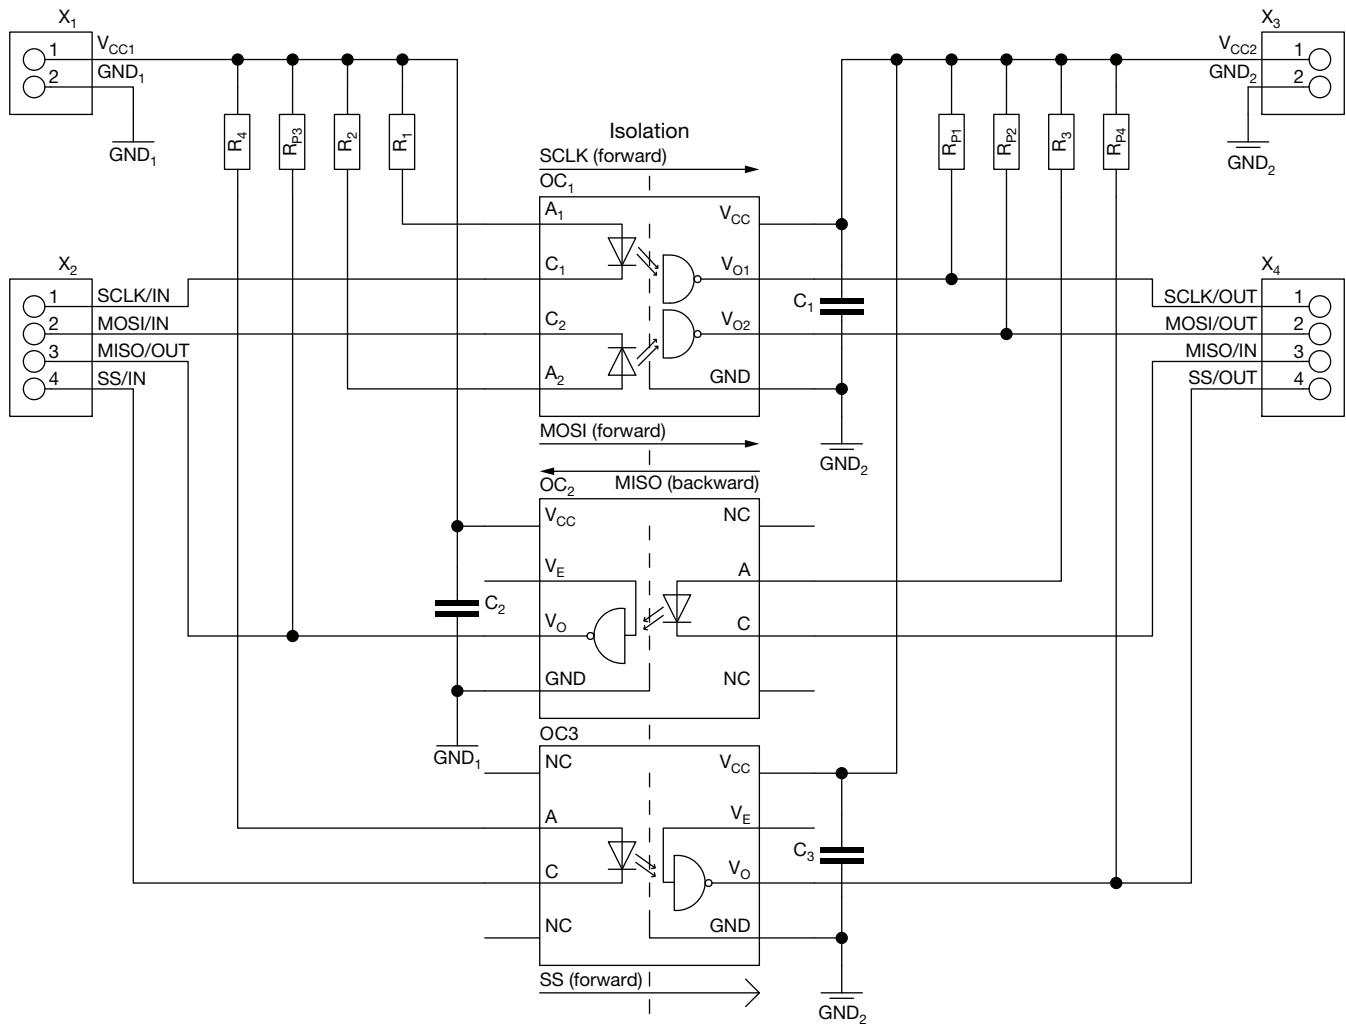 X1
1 VCC1
2 GND1
GND1
R4
RP3
R2
R1
Isolation
SCLK (forward)
OC1
A1
C1
C2
A2
VCC
VO1
VO2
GND
C1
GND2
RP1
RP2
R3
RP4
X3
VCC2 1
GND2 2
GND2
X2
1 SCLK/IN
2 MOSI/IN
3 MISO/OUT
4 SS/IN
X4
SCLK/OUT 1
MOSI/OUT 2
MISO/IN 3
SS/OUT 4
MOSI (forward)
MISO (backward)
OC2
VCC
VE
VO
GND
NC
A
C
NC
C2
GND1
OC3
NC
A
C
NC
VCC
VE
VO
GND
C3
GND2
SS (forward)